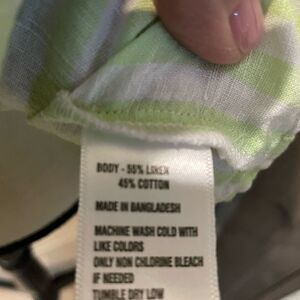 BODY - 55% LINEN
45% COTTON
MADE IN BANGLADESH
MACHINE WASH COLD WITH
LIKE COLORS
ONLY NON CHLORINE BLEACH
IF NEEDED
TUMBLE DRY LOW